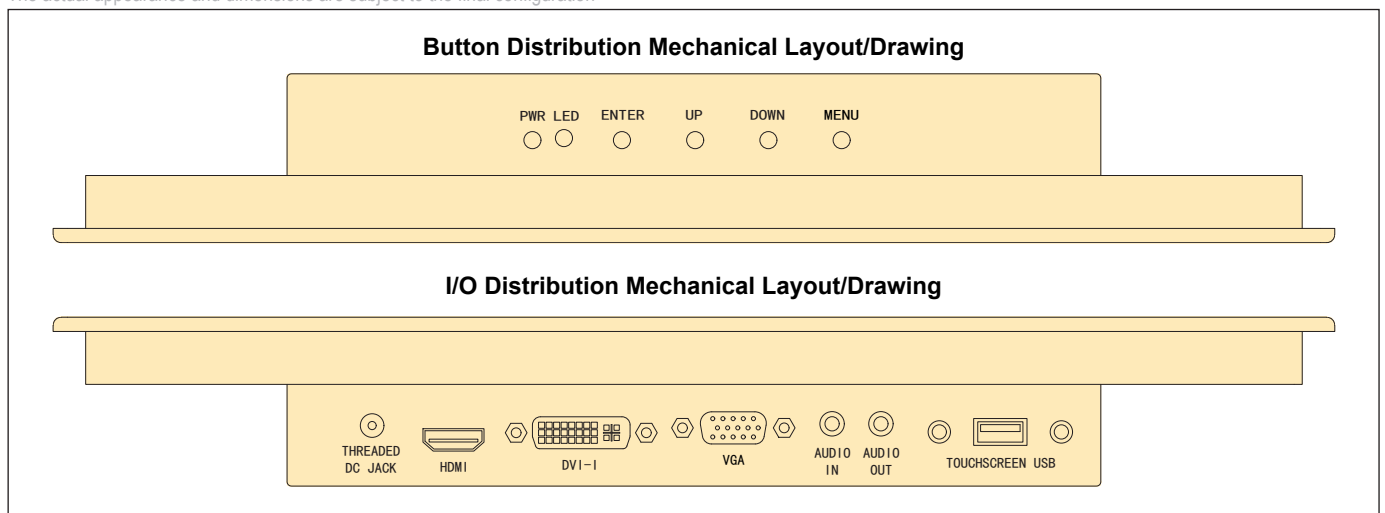 The actual appearance and dimensions are subject to the final configuration
Button Distribution Mechanical Layout/Drawing
PWR LED ENTER UP DOWN MENU
I/O Distribution Mechanical Layout/Drawing
THREADED
DC JACK
HDMI
DVI-I
VGA
AUDIO
IN
AUDIO
OUT
TOUCHSCREEN USB